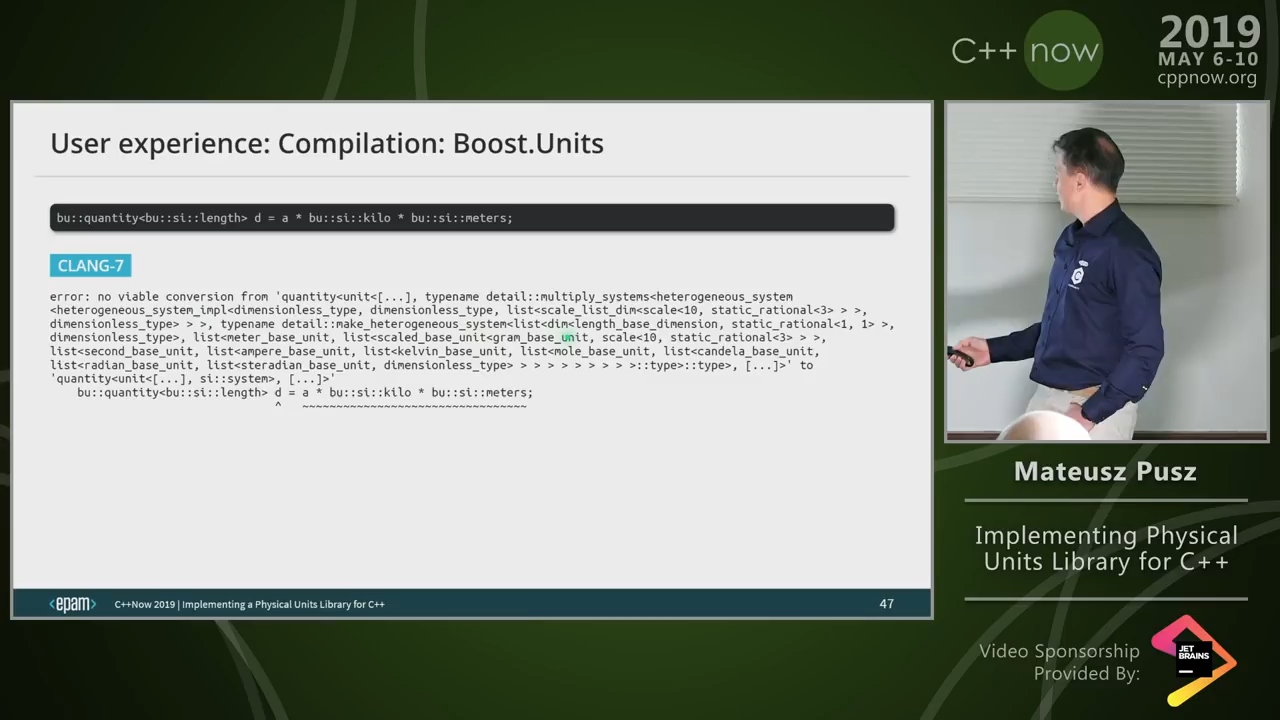 C++ now
2019
MAY 6-10
cppnow.org
User experience: Compilation: Boost.Units
bu::quantity<bu::si::length> d = a * bu::si::kilo * bu::si::meters;
CLANG-7
error: no viable conversion from 'quantity<unit<[...], typename detail::multiply_systems<heterogeneous_system
<heterogeneous_system_impl<dimensionless_type, dimensionless_type, list<scale_list_dim<scale<10, static_rational<3> > >,
dimensionless_type> > >, typename detail::make_heterogeneous_system<list<dim<length_base_dimension, static_rational<1, 1> >,
dimensionless_type>, list<meter_base_unit, list<scaled_base_unit<gram_base_unit, scale<10, static_rational<3> > >,
list<second_base_unit, list<ampere_base_unit, list<kelvin_base_unit, list<mole_base_unit, list<candela_base_unit,
list<radian_base_unit, list<steradian_base_unit, dimensionless_type> > > > > > > > >::type>::type>, [...]>' to
'quantity<unit<[...], si::system>, [...]>'
bu::quantity<bu::si::length> d = a * bu::si::kilo * bu::si::meters;
^ ~~~~~~~~~~~~~~~~~~~~~~~~~~~~~~~~~
<epam> C++Now 2019 | Implementing a Physical Units Library for C++ 47
Mateusz Pusz
Implementing Physical
Units Library for C++
Video Sponsorship
Provided By:
JET
BRAINS